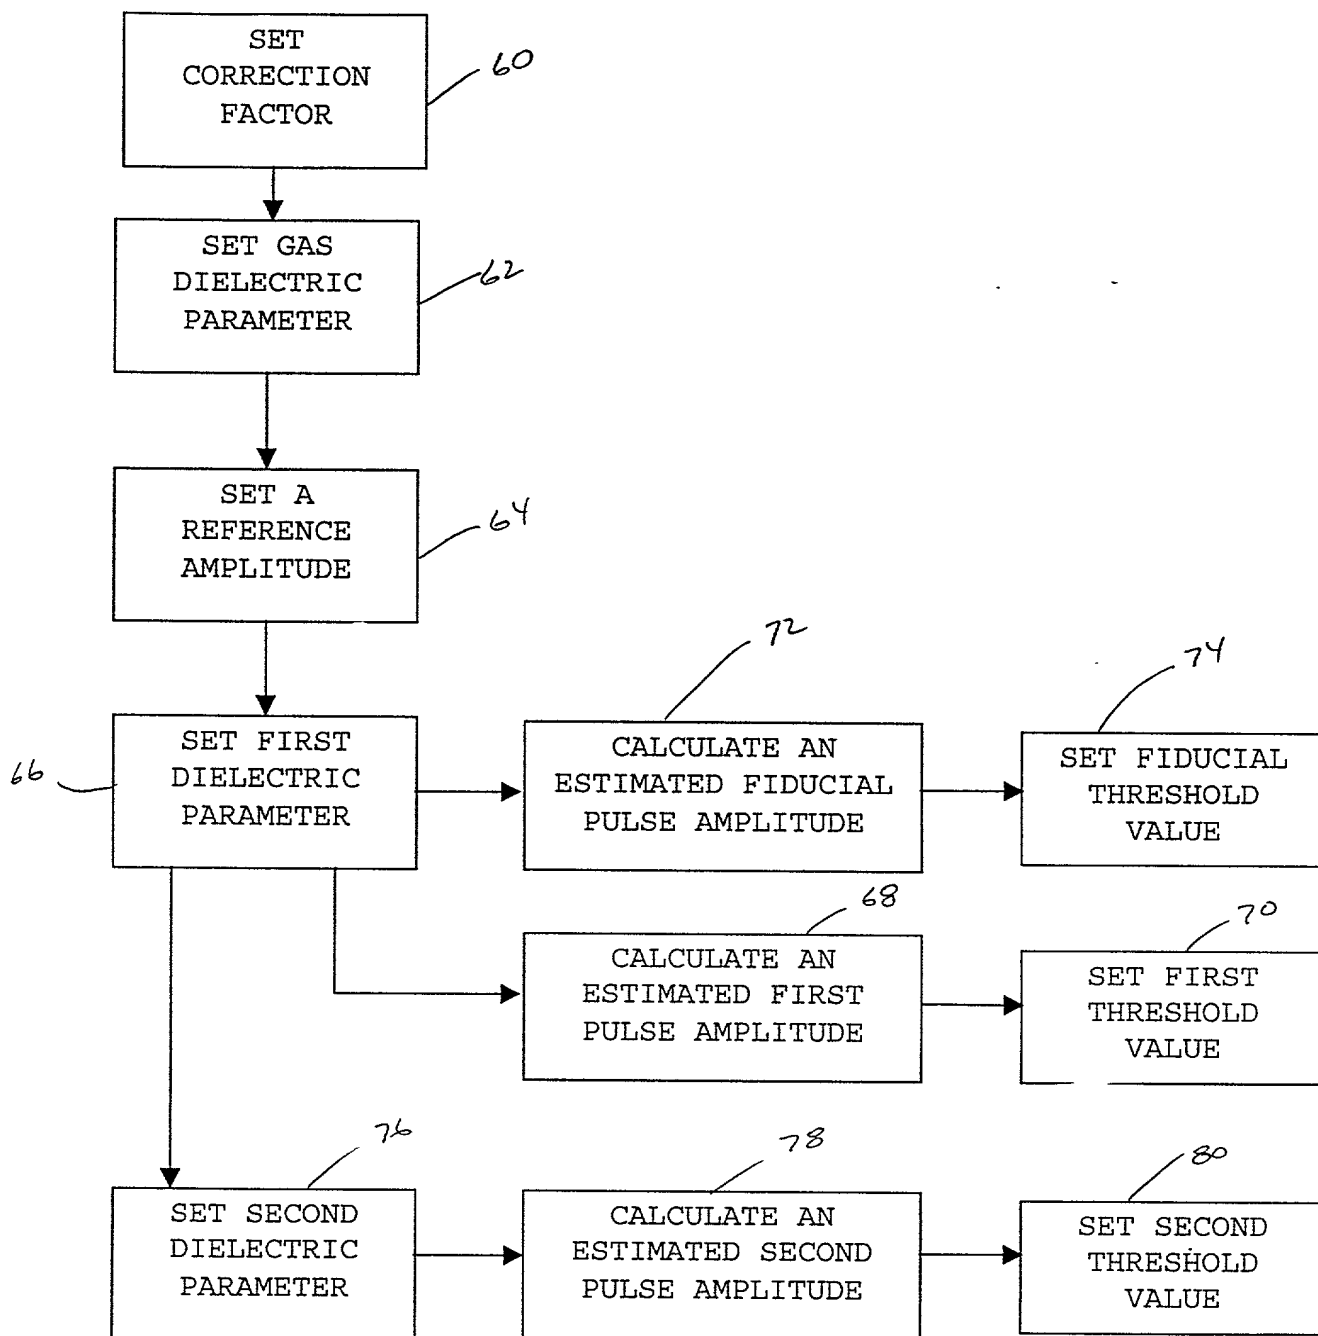 SET
CORRECTION
FACTOR
60
SET GAS
DIELECTRIC
PARAMETER
62
SET A
REFERENCE
AMPLITUDE
64
66
SET FIRST
DIELECTRIC
PARAMETER
72
CALCULATE AN
ESTIMATED FIDUCIAL
PULSE AMPLITUDE
74
SET FIDUCIAL
THRESHOLD
VALUE
68
CALCULATE AN
ESTIMATED FIRST
PULSE AMPLITUDE
70
SET FIRST
THRESHOLD
VALUE
76
SET SECOND
DIELECTRIC
PARAMETER
78
CALCULATE AN
ESTIMATED SECOND
PULSE AMPLITUDE
80
SET SECOND
THRESHOLD
VALUE